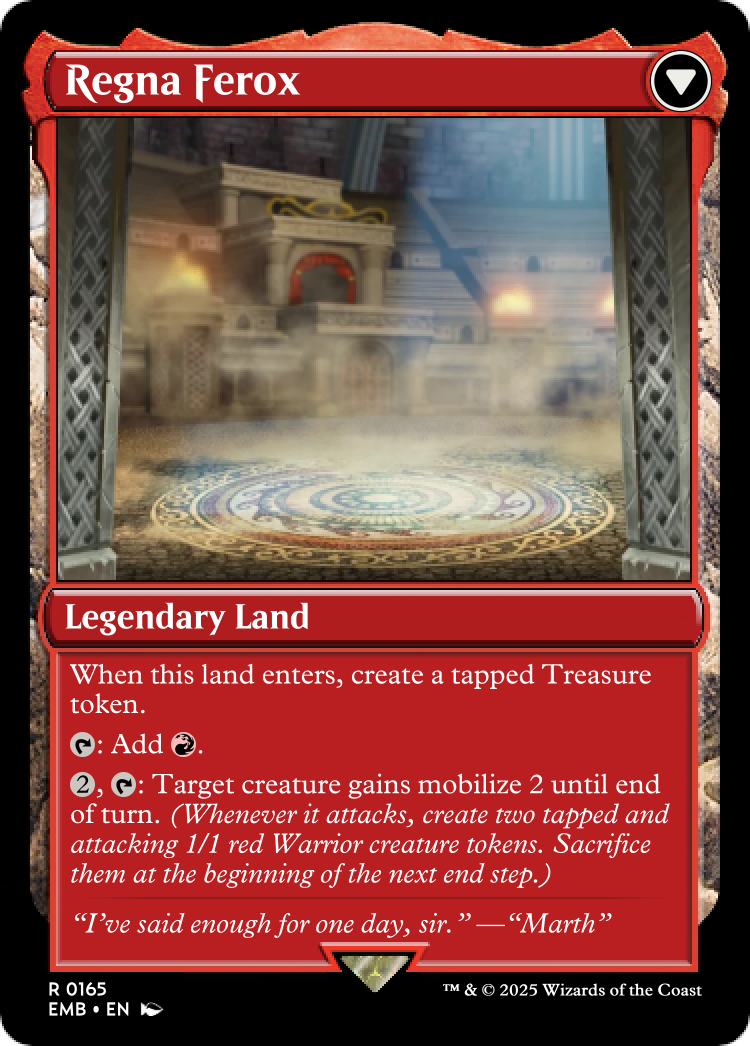 Regna Ferox
Legendary Land
When this land enters, create a tapped Treasure
token.
: Add .
2, : Target creature gains mobilize 2 until end
of turn. (Whenever it attacks, create two tapped and
attacking 1/1 red Warrior creature tokens. Sacrifice
them at the beginning of the next end step.)
“I’ve said enough for one day, sir.” —“Marth”
R 0165
EMB • EN
™ & © 2025 Wizards of the Coast